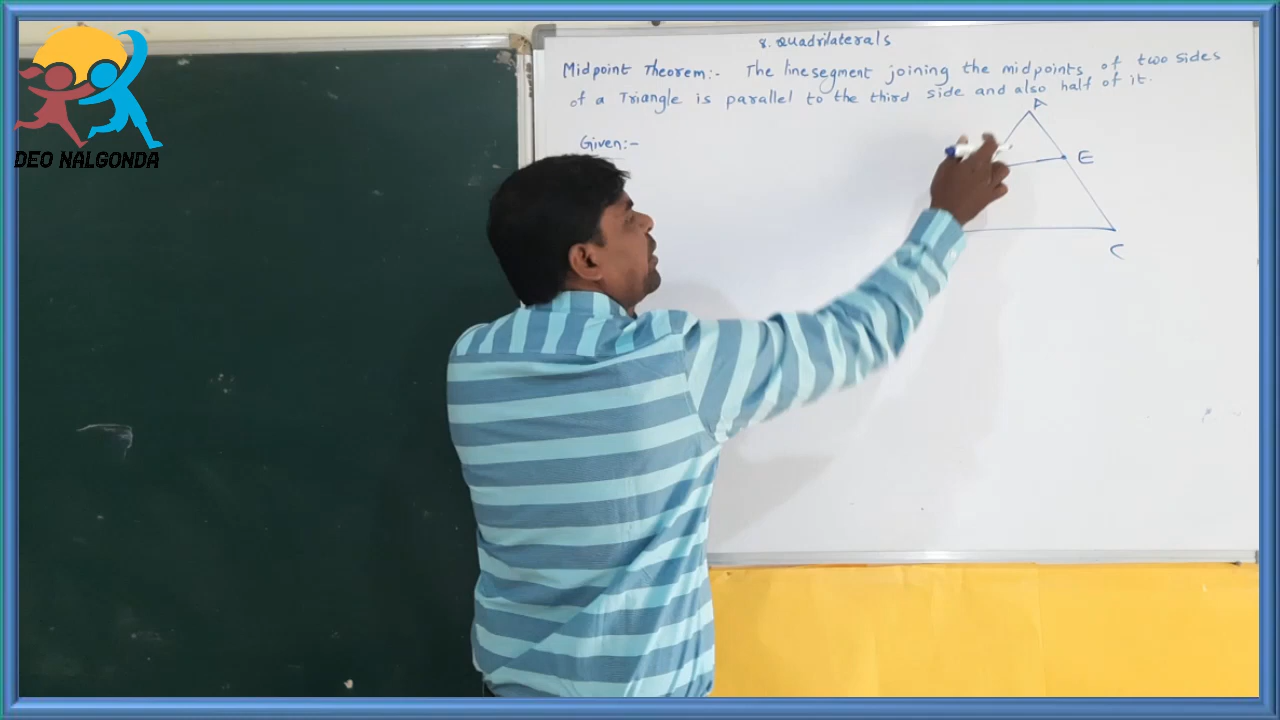 8. Quadrilaterals
Midpoint Theorem:- The linesegment joining the midpoints of two sides
of a Triangle is parallel to the third side and also half of it.
A
Given:-
E
C
DEO NALGONDA